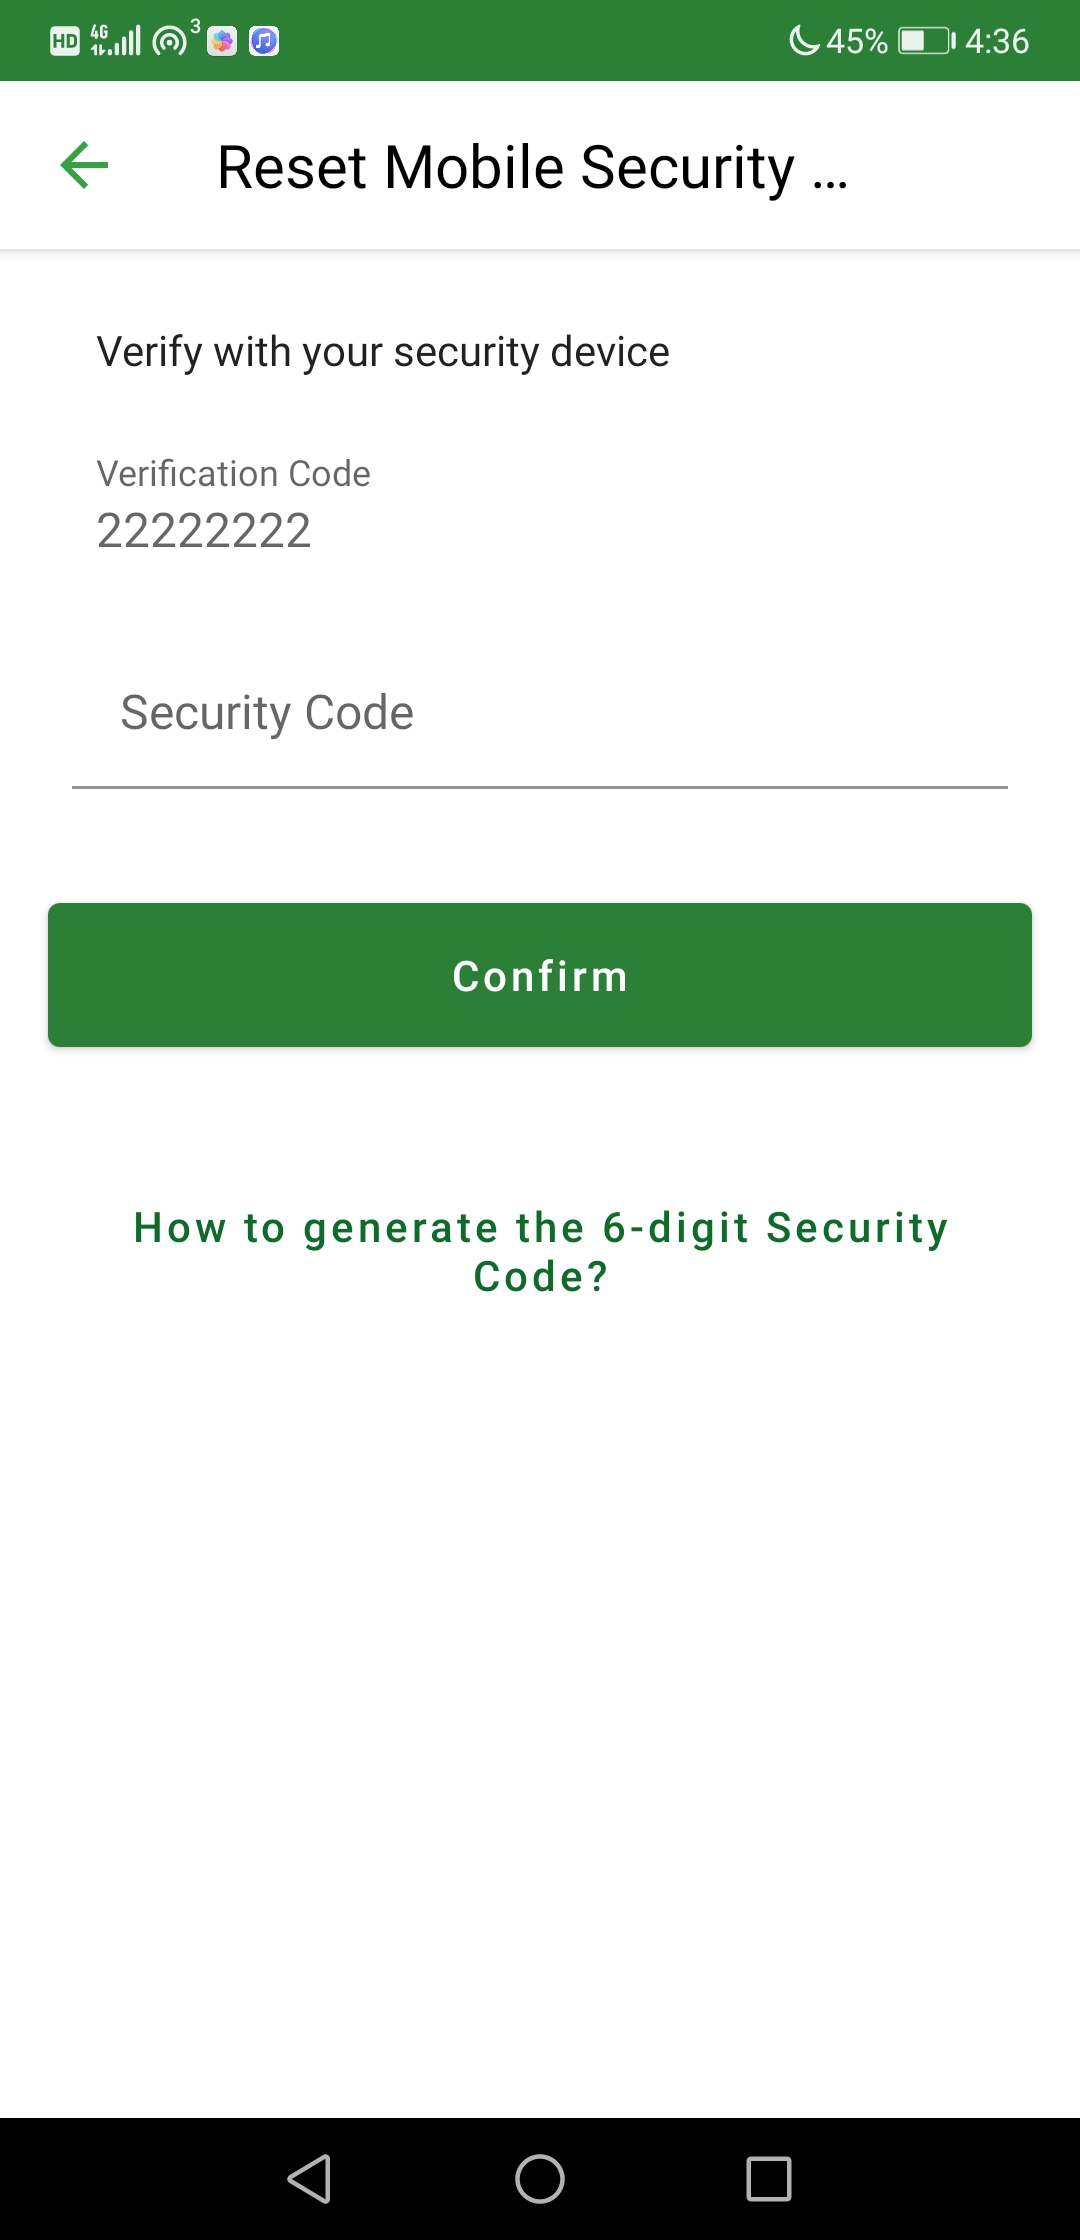 HD 4G 3 45% 4:36
Reset Mobile Security ...
Verify with your security device
Verification Code
22222222
Security Code
Confirm
How to generate the 6-digit Security
Code?